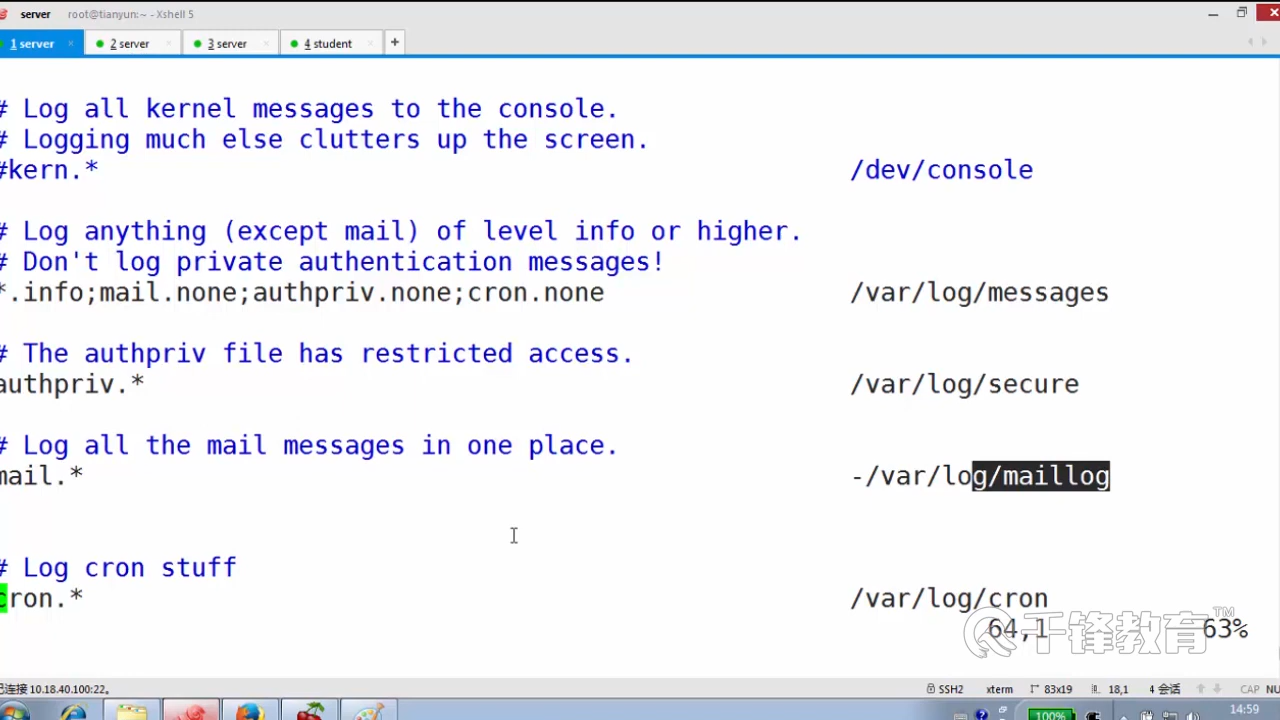 server root@tianyun:~ - Xshell 5
1 server 2 server 3 server 4 student +
# Log all kernel messages to the console.
# Logging much else clutters up the screen.
#kern.* /dev/console
# Log anything (except mail) of level info or higher.
# Don't log private authentication messages!
*.info;mail.none;authpriv.none;cron.none /var/log/messages
# The authpriv file has restricted access.
authpriv.* /var/log/secure
# Log all the mail messages in one place.
mail.* -/var/log/maillog
# Log cron stuff
cron.* /var/log/cron
64,1 63%
千锋教育 TM
已连接 10.18.40.100:22。 SSH2 xterm 83x19 18,1 4 会话 CAP NU
100% 14:59